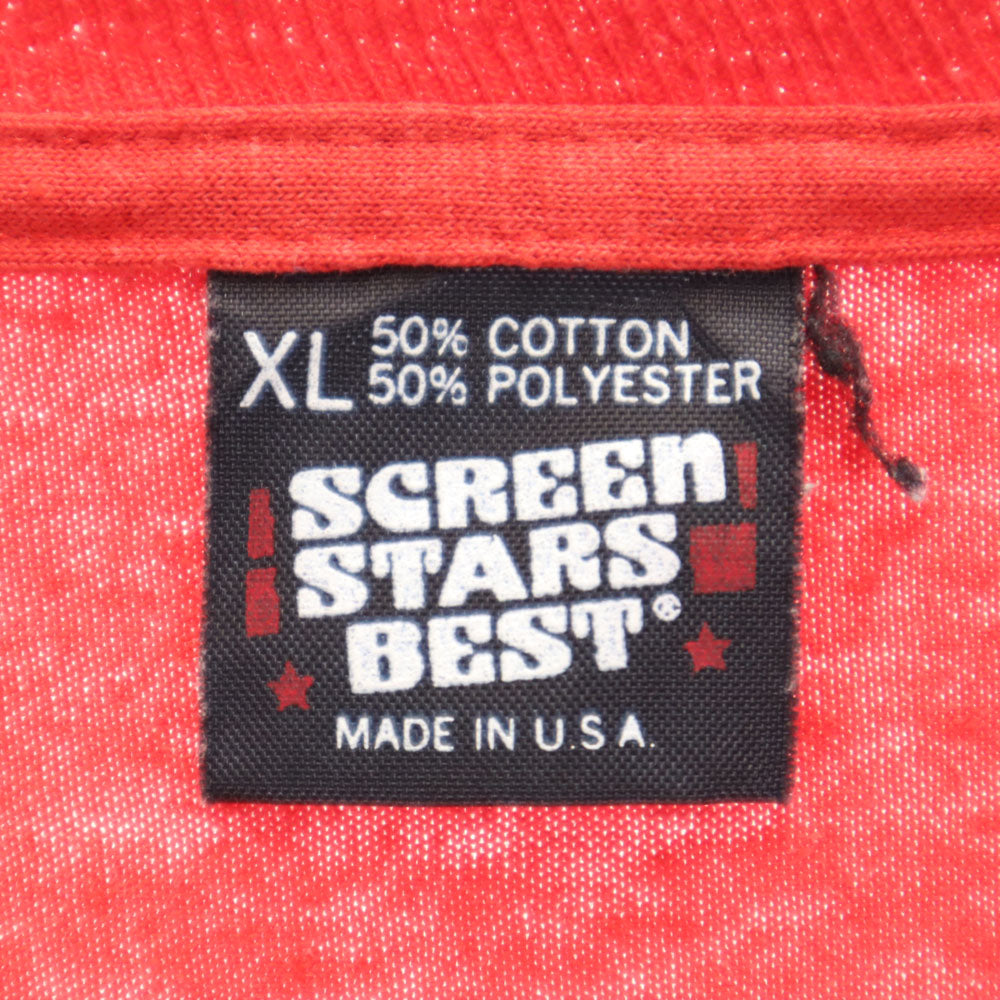 XL 50% COTTON
50% POLYESTER
SCREEN
STARS
BEST®
MADE IN U.S.A.